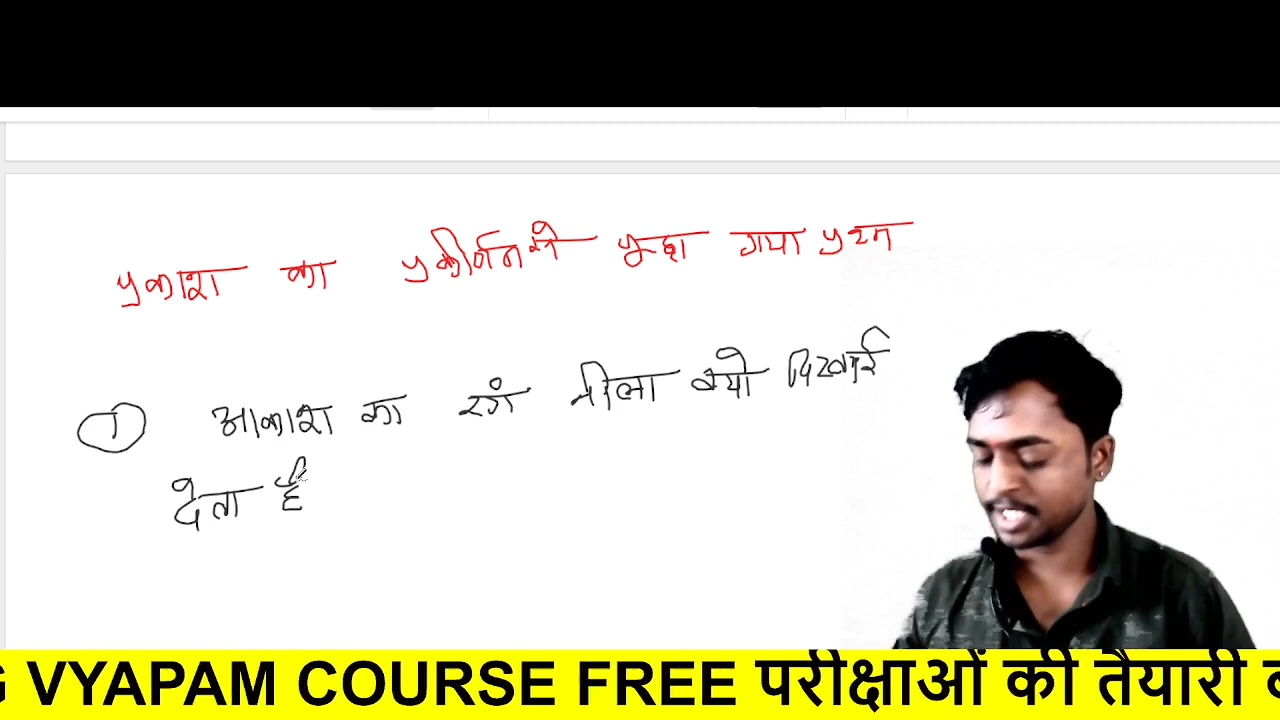 प्रकाश का प्रकीर्णन से पूछा गया प्रश्न
① आकाश का रंग नीला क्यो दिखाई
देता है
G VYAPAM COURSE FREE परीक्षाओं की तैयारी